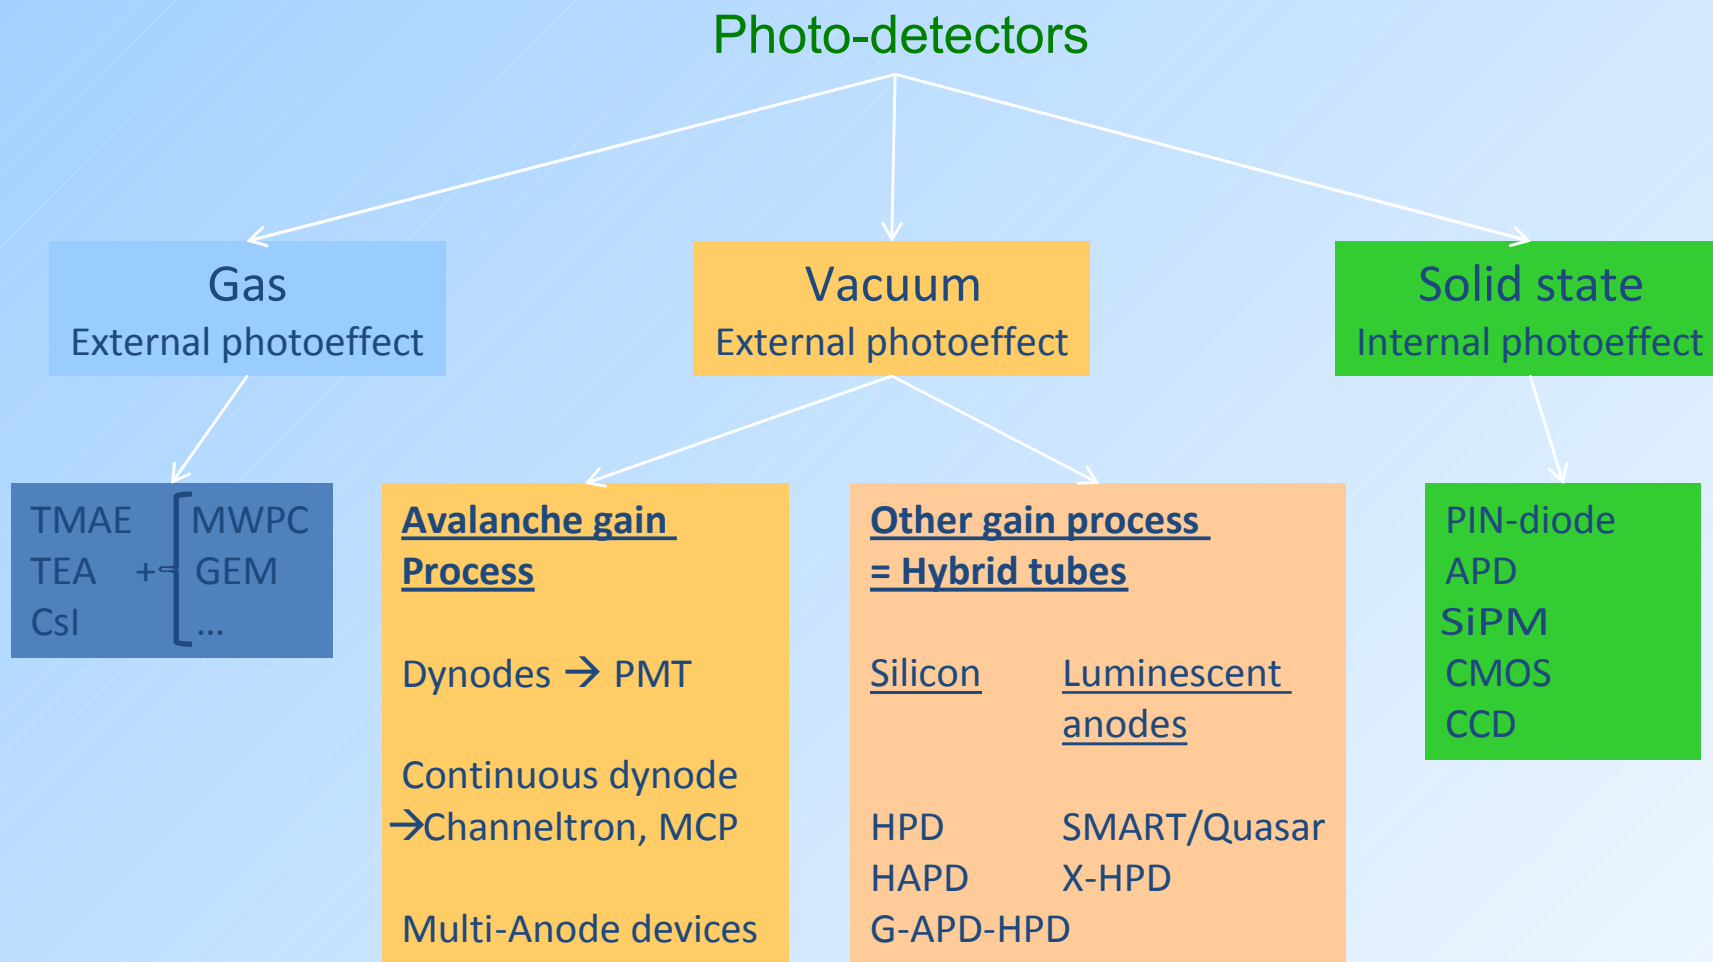 Photo-detectors
Gas
External photoeffect
Vacuum
External photoeffect
Solid state
Internal photoeffect
TMAE MWPC
TEA + GEM
CsI ...
Avalanche gain
Process
Dynodes → PMT
Continuous dynode
→Channeltron, MCP
Multi-Anode devices
Other gain process
= Hybrid tubes
Silicon Luminescent
anodes
HPD SMART/Quasar
HAPD X-HPD
G-APD-HPD
PIN-diode
APD
SiPM
CMOS
CCD